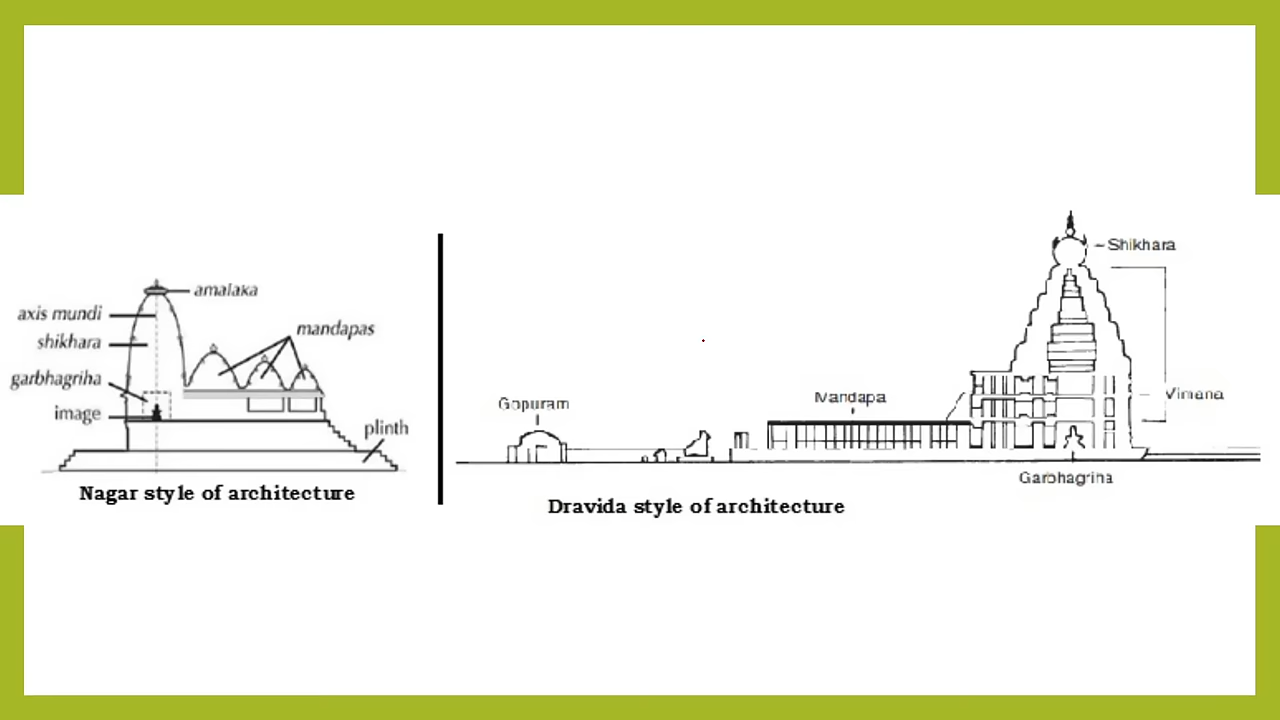 amalaka
axis mundi
mandapas
shikhara
garbhagriha
image
plinth
Nagar style of architecture
Shikhara
Vimana
Mandapa
Gopuram
Garbhagriha
Dravida style of architecture